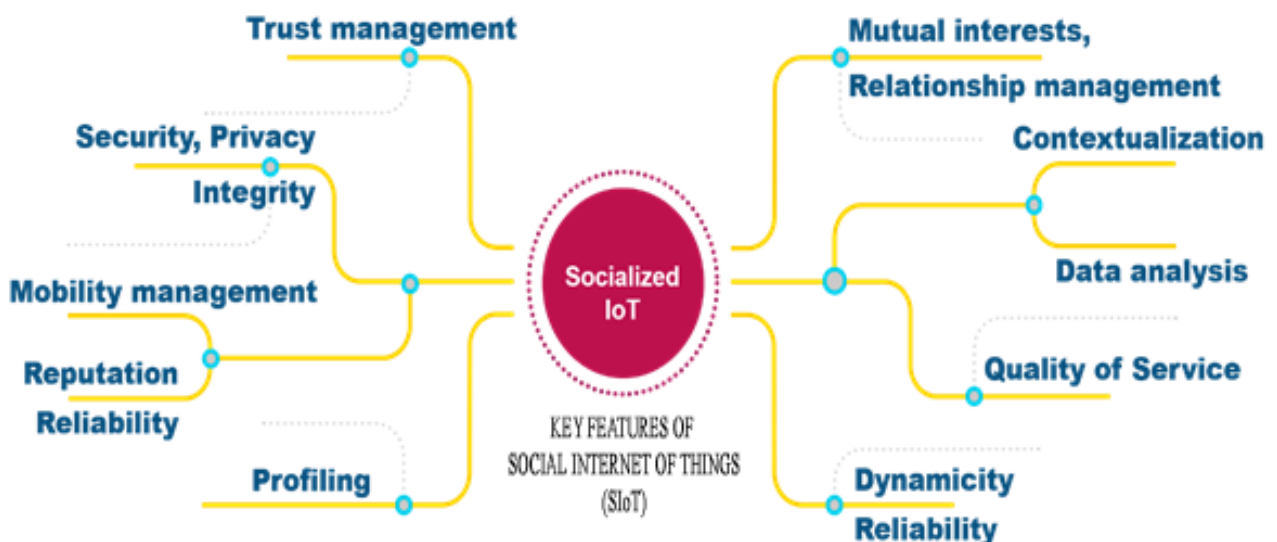 Trust management
Security, Privacy
Integrity
Mobility management
Reputation
Reliability
Profiling
Socialized
IoT
KEY FEATURES OF
SOCIAL INTERNET OF THINGS
(SIoT)
Mutual interests,
Relationship management
Contextualization
Data analysis
Quality of Service
Dynamicity
Reliability